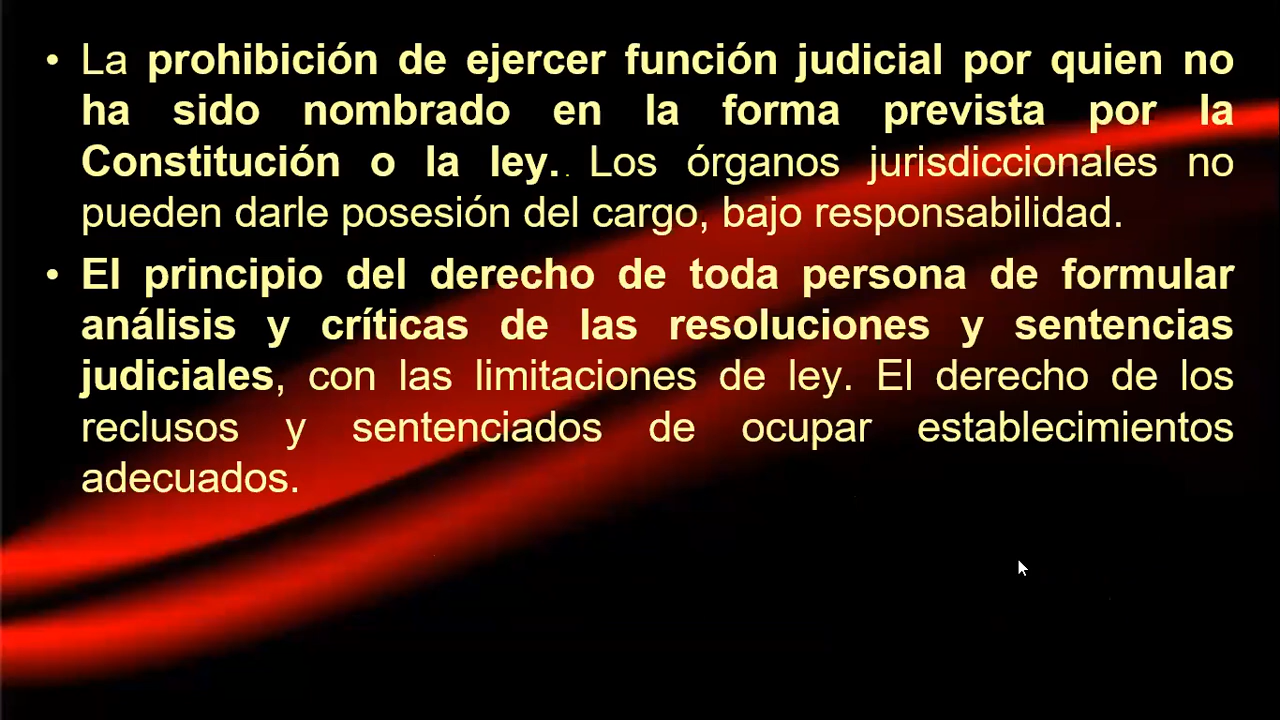 • La prohibición de ejercer función judicial por quien no
ha sido nombrado en la forma prevista por la
Constitución o la ley.. Los órganos jurisdiccionales no
pueden darle posesión del cargo, bajo responsabilidad.
• El principio del derecho de toda persona de formular
análisis y críticas de las resoluciones y sentencias
judiciales, con las limitaciones de ley. El derecho de los
reclusos y sentenciados de ocupar establecimientos
adecuados.